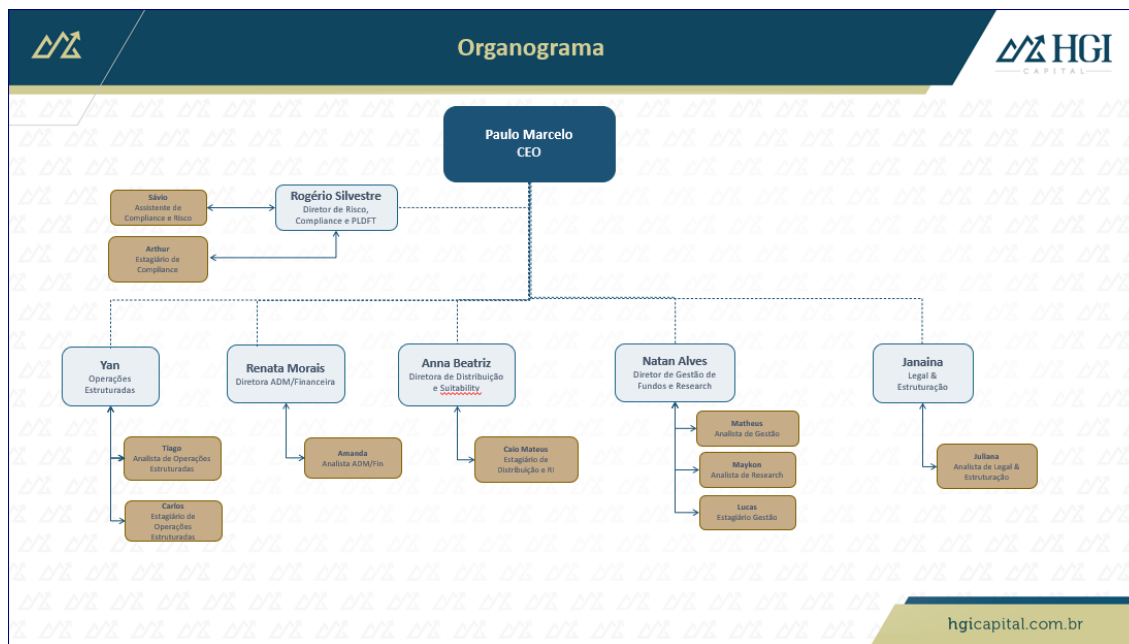 Organograma
HGI
CAPITAL
Paulo Marcelo
CEO
Rogério Silvestre
Diretor de Risco,
Compliance e PLDFT
Sávio
Assistente de
Compliance e Risco
Arthur
Estagiário de
Compliance
Yan
Operações
Estruturadas
Renata Morais
Diretora ADM/Financeira
Anna Beatriz
Diretora de Distribuição
e Suitability
Natan Alves
Diretor de Gestão de
Fundos e Research
Janaina
Legal &
Estruturação
Tiago
Analista de Operações
Estruturadas
Carlos
Estagiário de
Operações
Estruturadas
Amanda
Analista ADM/Fin
Caio Mateus
Estagiário de
Distribuição e RI
Matheus
Analista de Gestão
Maykon
Analista de Research
Lucas
Estagiário Gestão
Juliana
Analista de Legal &
Estruturação
hgicapital.com.br